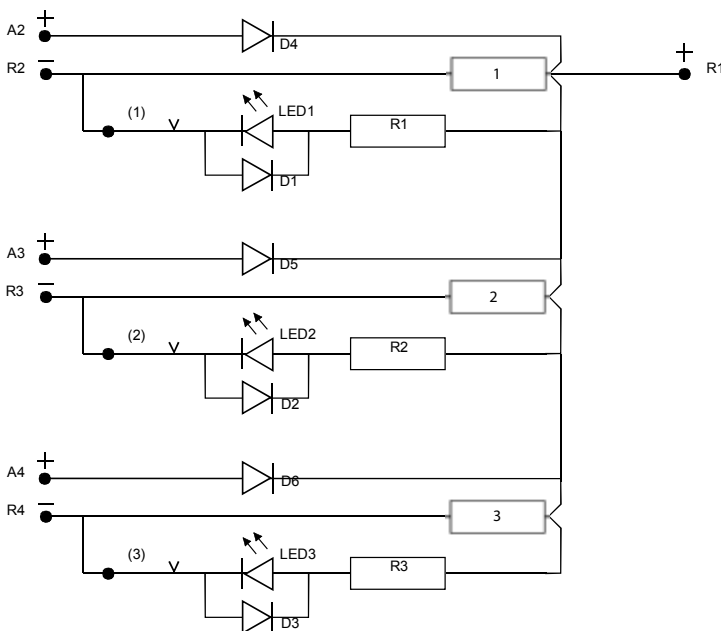 A2 + D4
R2 − 1 + R1
(1) LED1 R1
D1
A3 + D5
R3 − 2
(2) LED2 R2
D2
A4 + D6
R4 − 3
(3) LED3 R3
D3